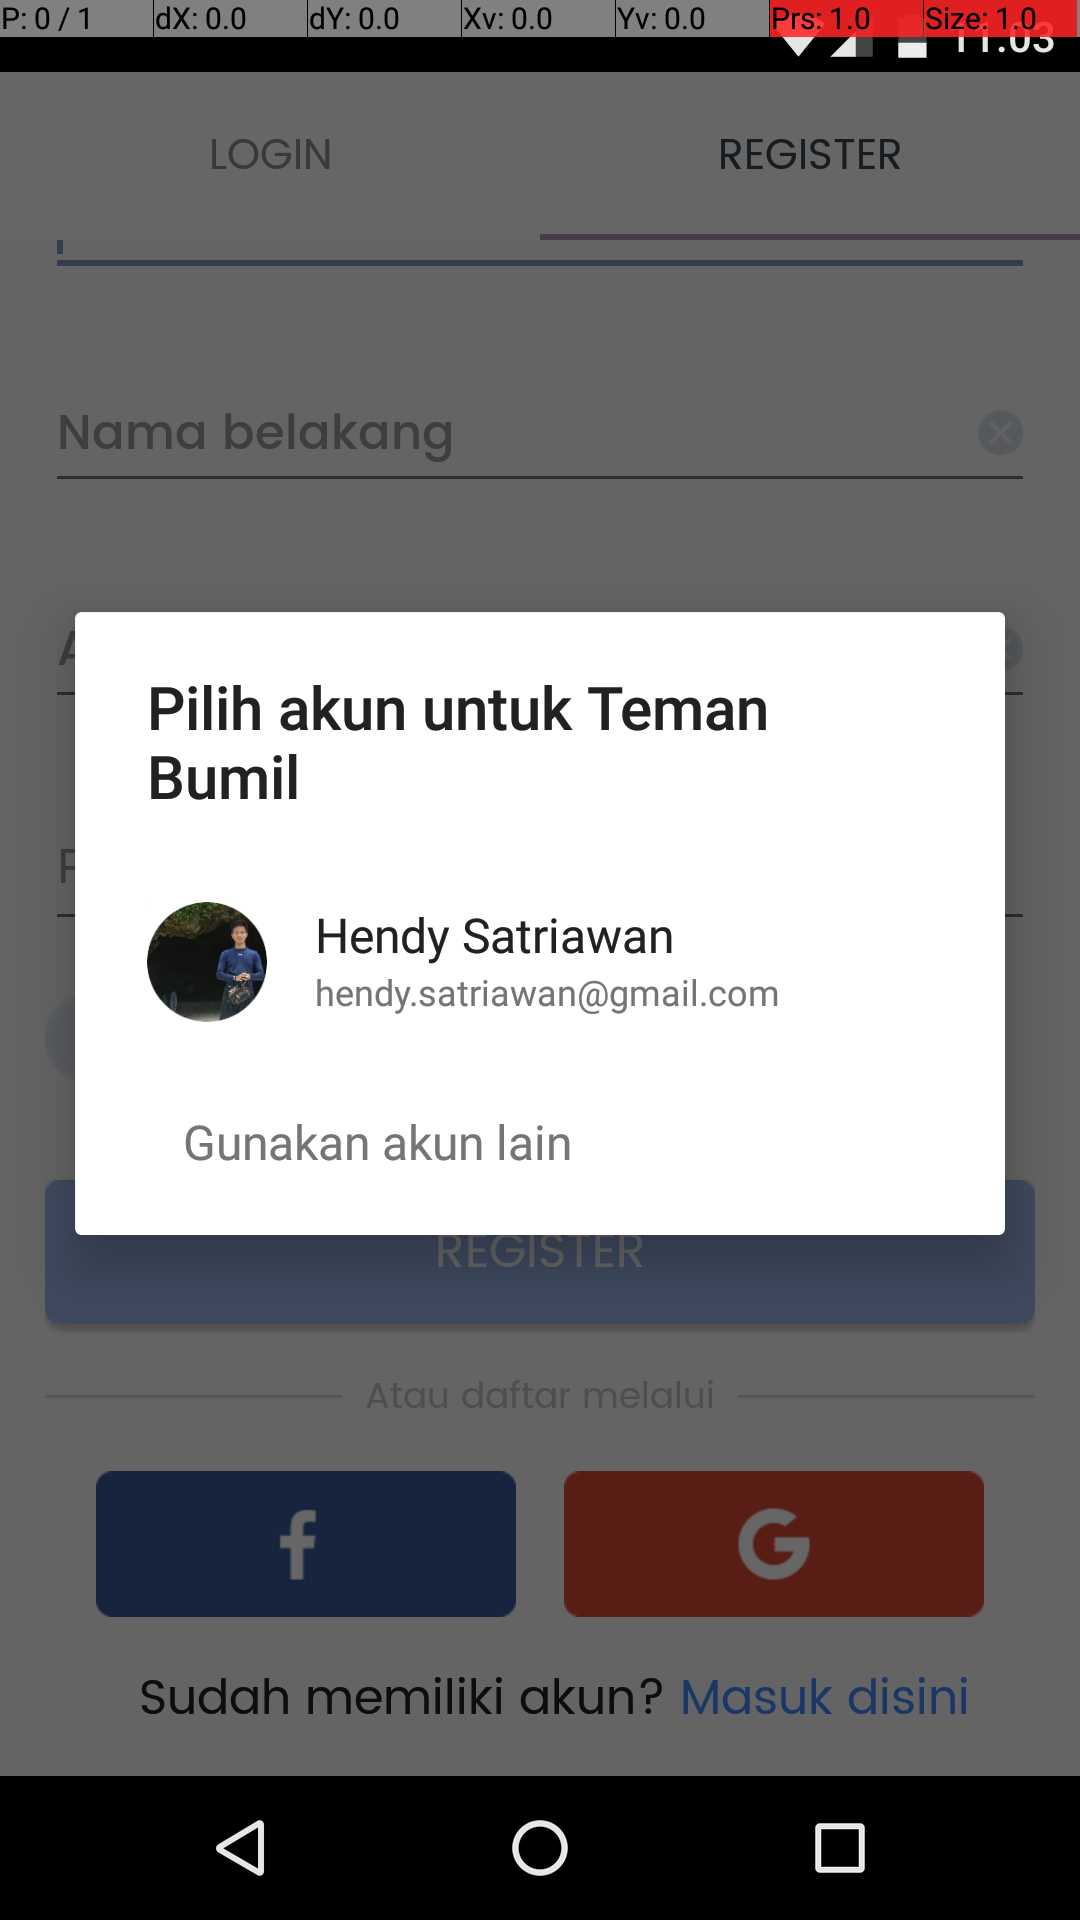 P: 0 / 1 dX: 0.0 dY: 0.0 Xv: 0.0 Yv: 0.0 Prs: 1.0 Size: 1.0
11:03
LOGIN REGISTER
Nama belakang
Pilih akun untuk Teman
Bumil
Hendy Satriawan
hendy.satriawan@gmail.com
Gunakan akun lain
REGISTER
Atau daftar melalui
f G
Sudah memiliki akun? Masuk disini